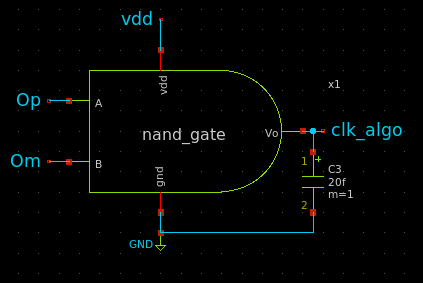 vdd
vdd
x1
Op
A
nand_gate
Vo
clk_algo
Om
B
gnd
1
+
C3
20f
m=1
2
GND